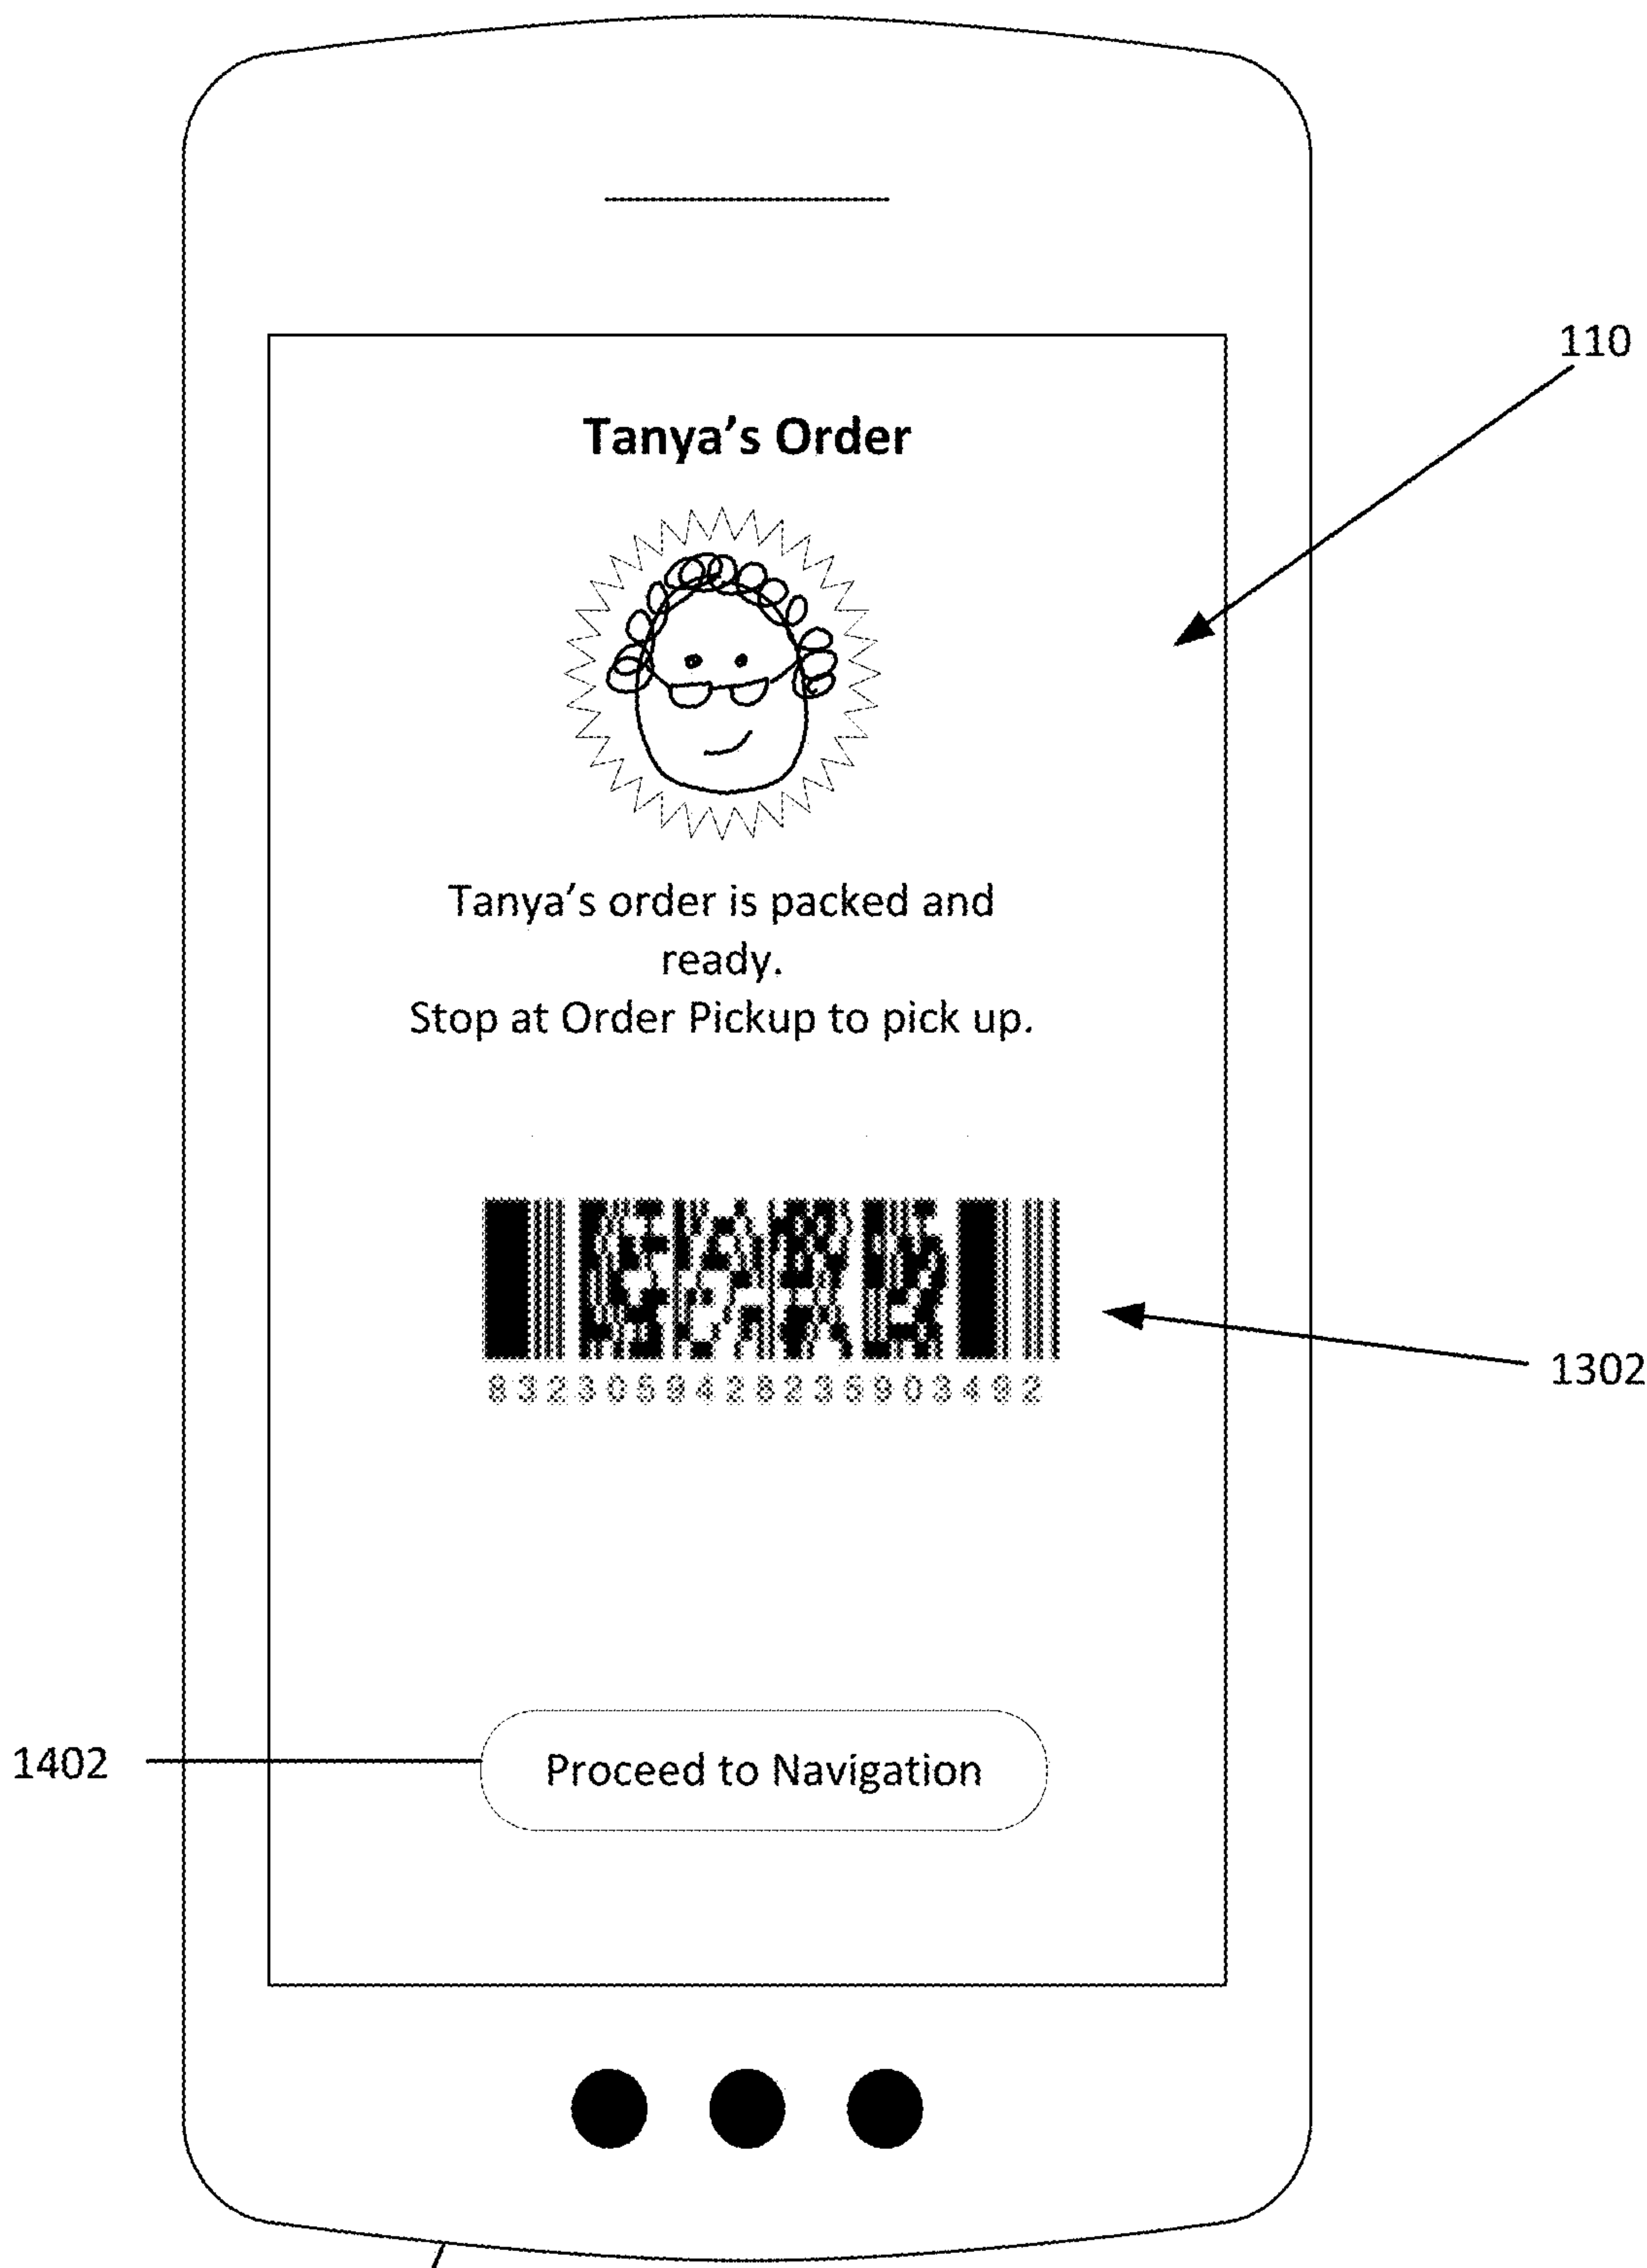 110
Tanya's Order
Tanya's order is packed and
ready.
Stop at Order Pickup to pick up.
8323059428235903492
1302
1402
Proceed to Navigation